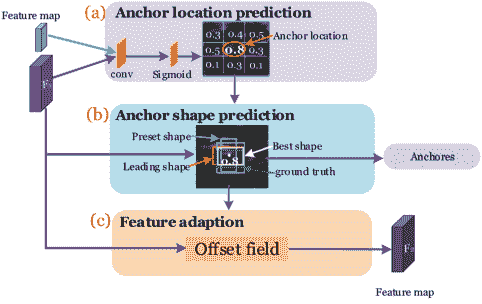 Feature map
(a) Anchor location prediction
0.3 0.4 0.5
0.5 0.8 0.3
0.1 0.3 0.1
Anchor location
conv
Sigmoid
F
(b) Anchor shape prediction
Preset shape
Best shape
0.8
Leading shape
ground truth
Anchores
(c) Feature adaption
Offset field
Feature map